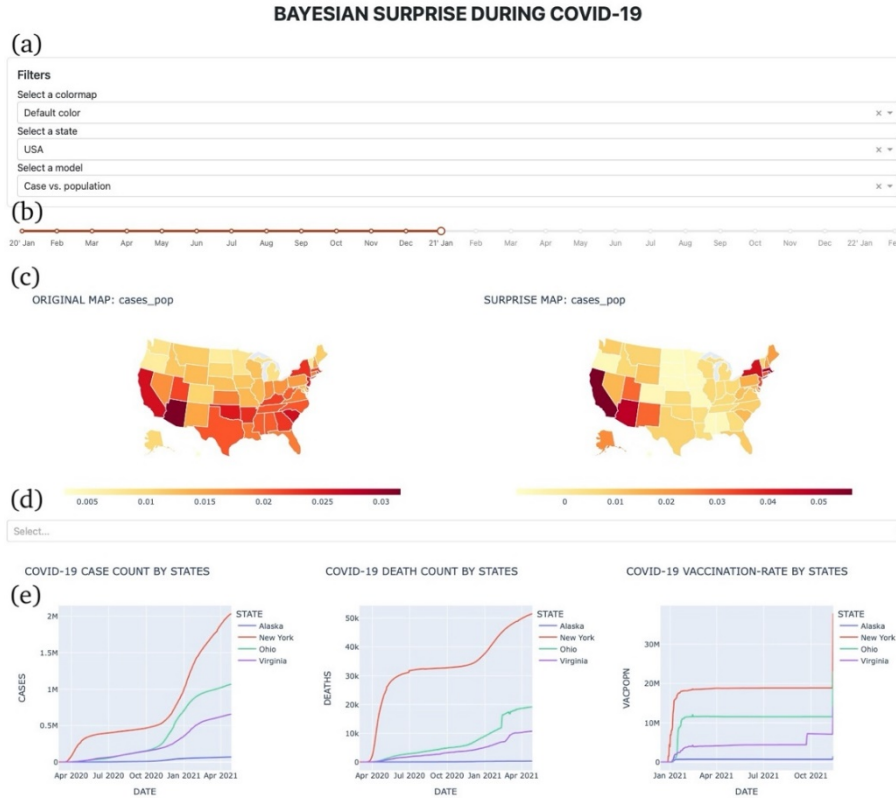 BAYESIAN SURPRISE DURING COVID-19
(a)
Filters
Select a colormap
Default color
Select a state
USA
Select a model
Case vs. population
(b)
20' Jan Feb Mar Apr May Jun Jul Aug Sep Oct Nov Dec 21' Jan Feb Mar Apr May Jun Jul Aug Sep Oct Nov Dec 22' Jan Fe
(c)
ORIGINAL MAP: cases_pop SURPRISE MAP: cases_pop
0.005 0.01 0.015 0.02 0.025 0.03 0 0.01 0.02 0.03 0.04 0.05
(d)
Select...
COVID-19 CASE COUNT BY STATES COVID-19 DEATH COUNT BY STATES COVID-19 VACCINATION-RATE BY STATES
(e)
CASES
2M
1.5M
1M
0.5M
0
STATE
Alaska
New York
Ohio
Virginia
Apr 2020 Jul 2020 Oct 2020 Jan 2021 Apr 2021
DATE
DEATHS
50k
40k
30k
20k
10k
0
STATE
Alaska
New York
Ohio
Virginia
Apr 2020 Jul 2020 Oct 2020 Jan 2021 Apr 2021
DATE
VACPOPN
30M
20M
10M
0
STATE
Alaska
New York
Ohio
Virginia
Jan 2021 Apr 2021 Jul 2021 Oct 2021
DATE